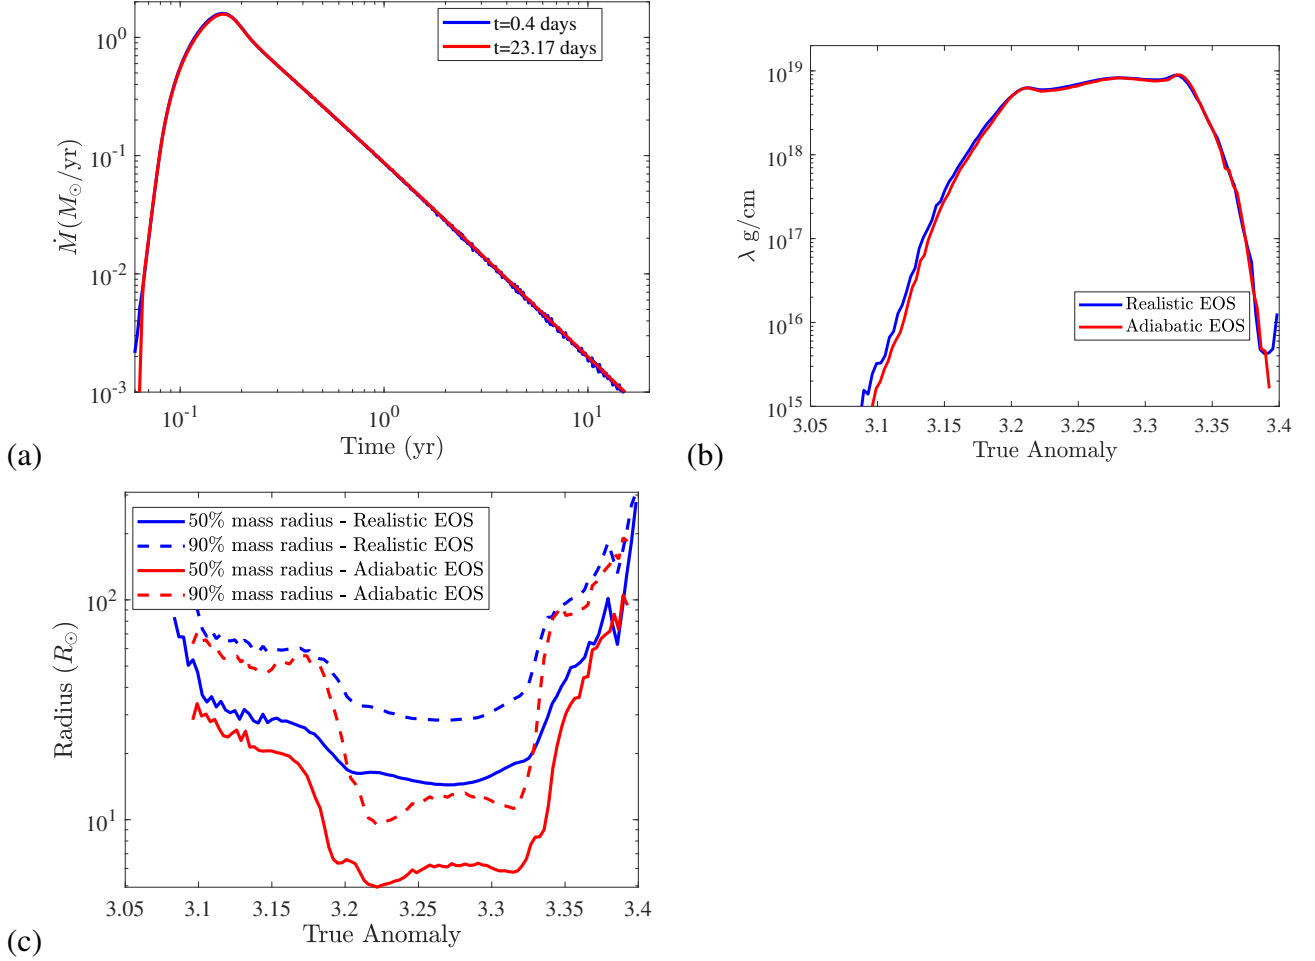 10^0
10^-1
10^-2
10^-3
10^-1
10^0
10^1
Ṁ(M_⊙/yr)
Time (yr)
t=0.4 days
t=23.17 days
(a)
10^19
10^18
10^17
10^16
10^15
3.05
3.1
3.15
3.2
3.25
3.3
3.35
3.4
λ g/cm
True Anomaly
Realistic EOS
Adiabatic EOS
(b)
50% mass radius - Realistic EOS
90% mass radius - Realistic EOS
50% mass radius - Adiabatic EOS
90% mass radius - Adiabatic EOS
10^2
10^1
Radius (R_⊙)
3.05
3.1
3.15
3.2
3.25
3.3
3.35
3.4
True Anomaly
(c)